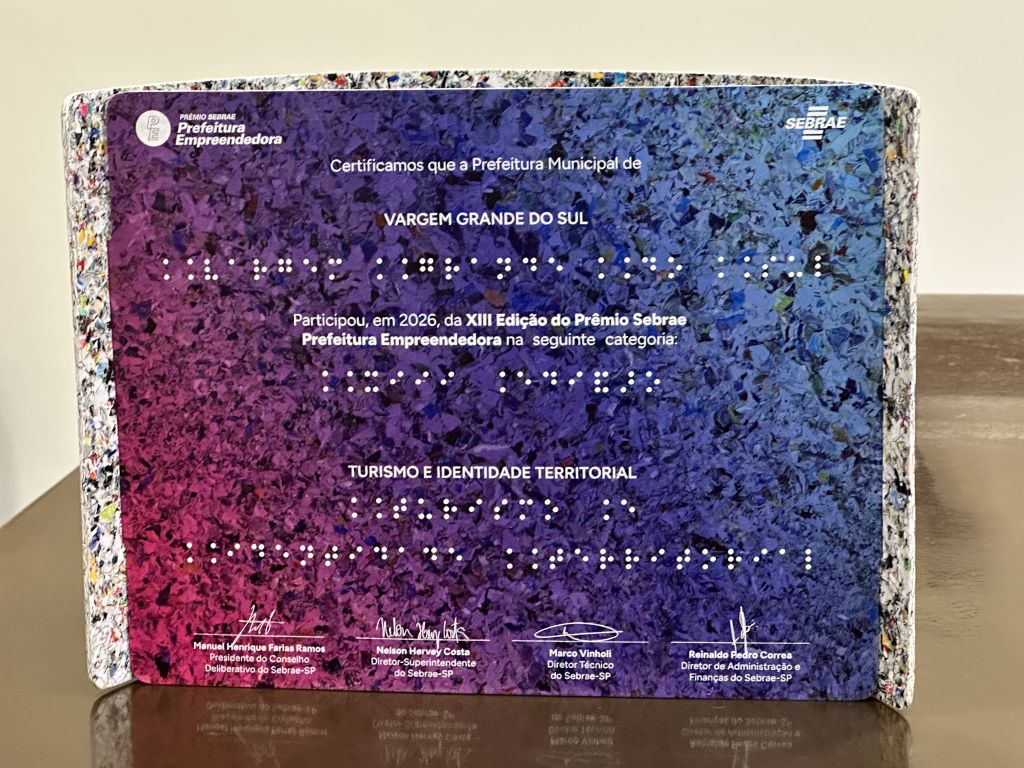 PRÊMIO SEBRAE
Prefeitura
Empreendedora
SEBRAE
Certificamos que a Prefeitura Municipal de
VARGEM GRANDE DO SUL
Participou, em 2026, da XIII Edição do Prêmio Sebrae
Prefeitura Empreendedora na seguinte categoria:
TURISMO E IDENTIDADE TERRITORIAL
Manuel Henrique Farias Ramos
Presidente do Conselho
Deliberativo do Sebrae-SP
Nelson Hervey Costa
Diretor-Superintendente
do Sebrae-SP
Marco Vinholi
Diretor Técnico
do Sebrae-SP
Reinaldo Pedro Correa
Diretor de Administração e
Finanças do Sebrae-SP